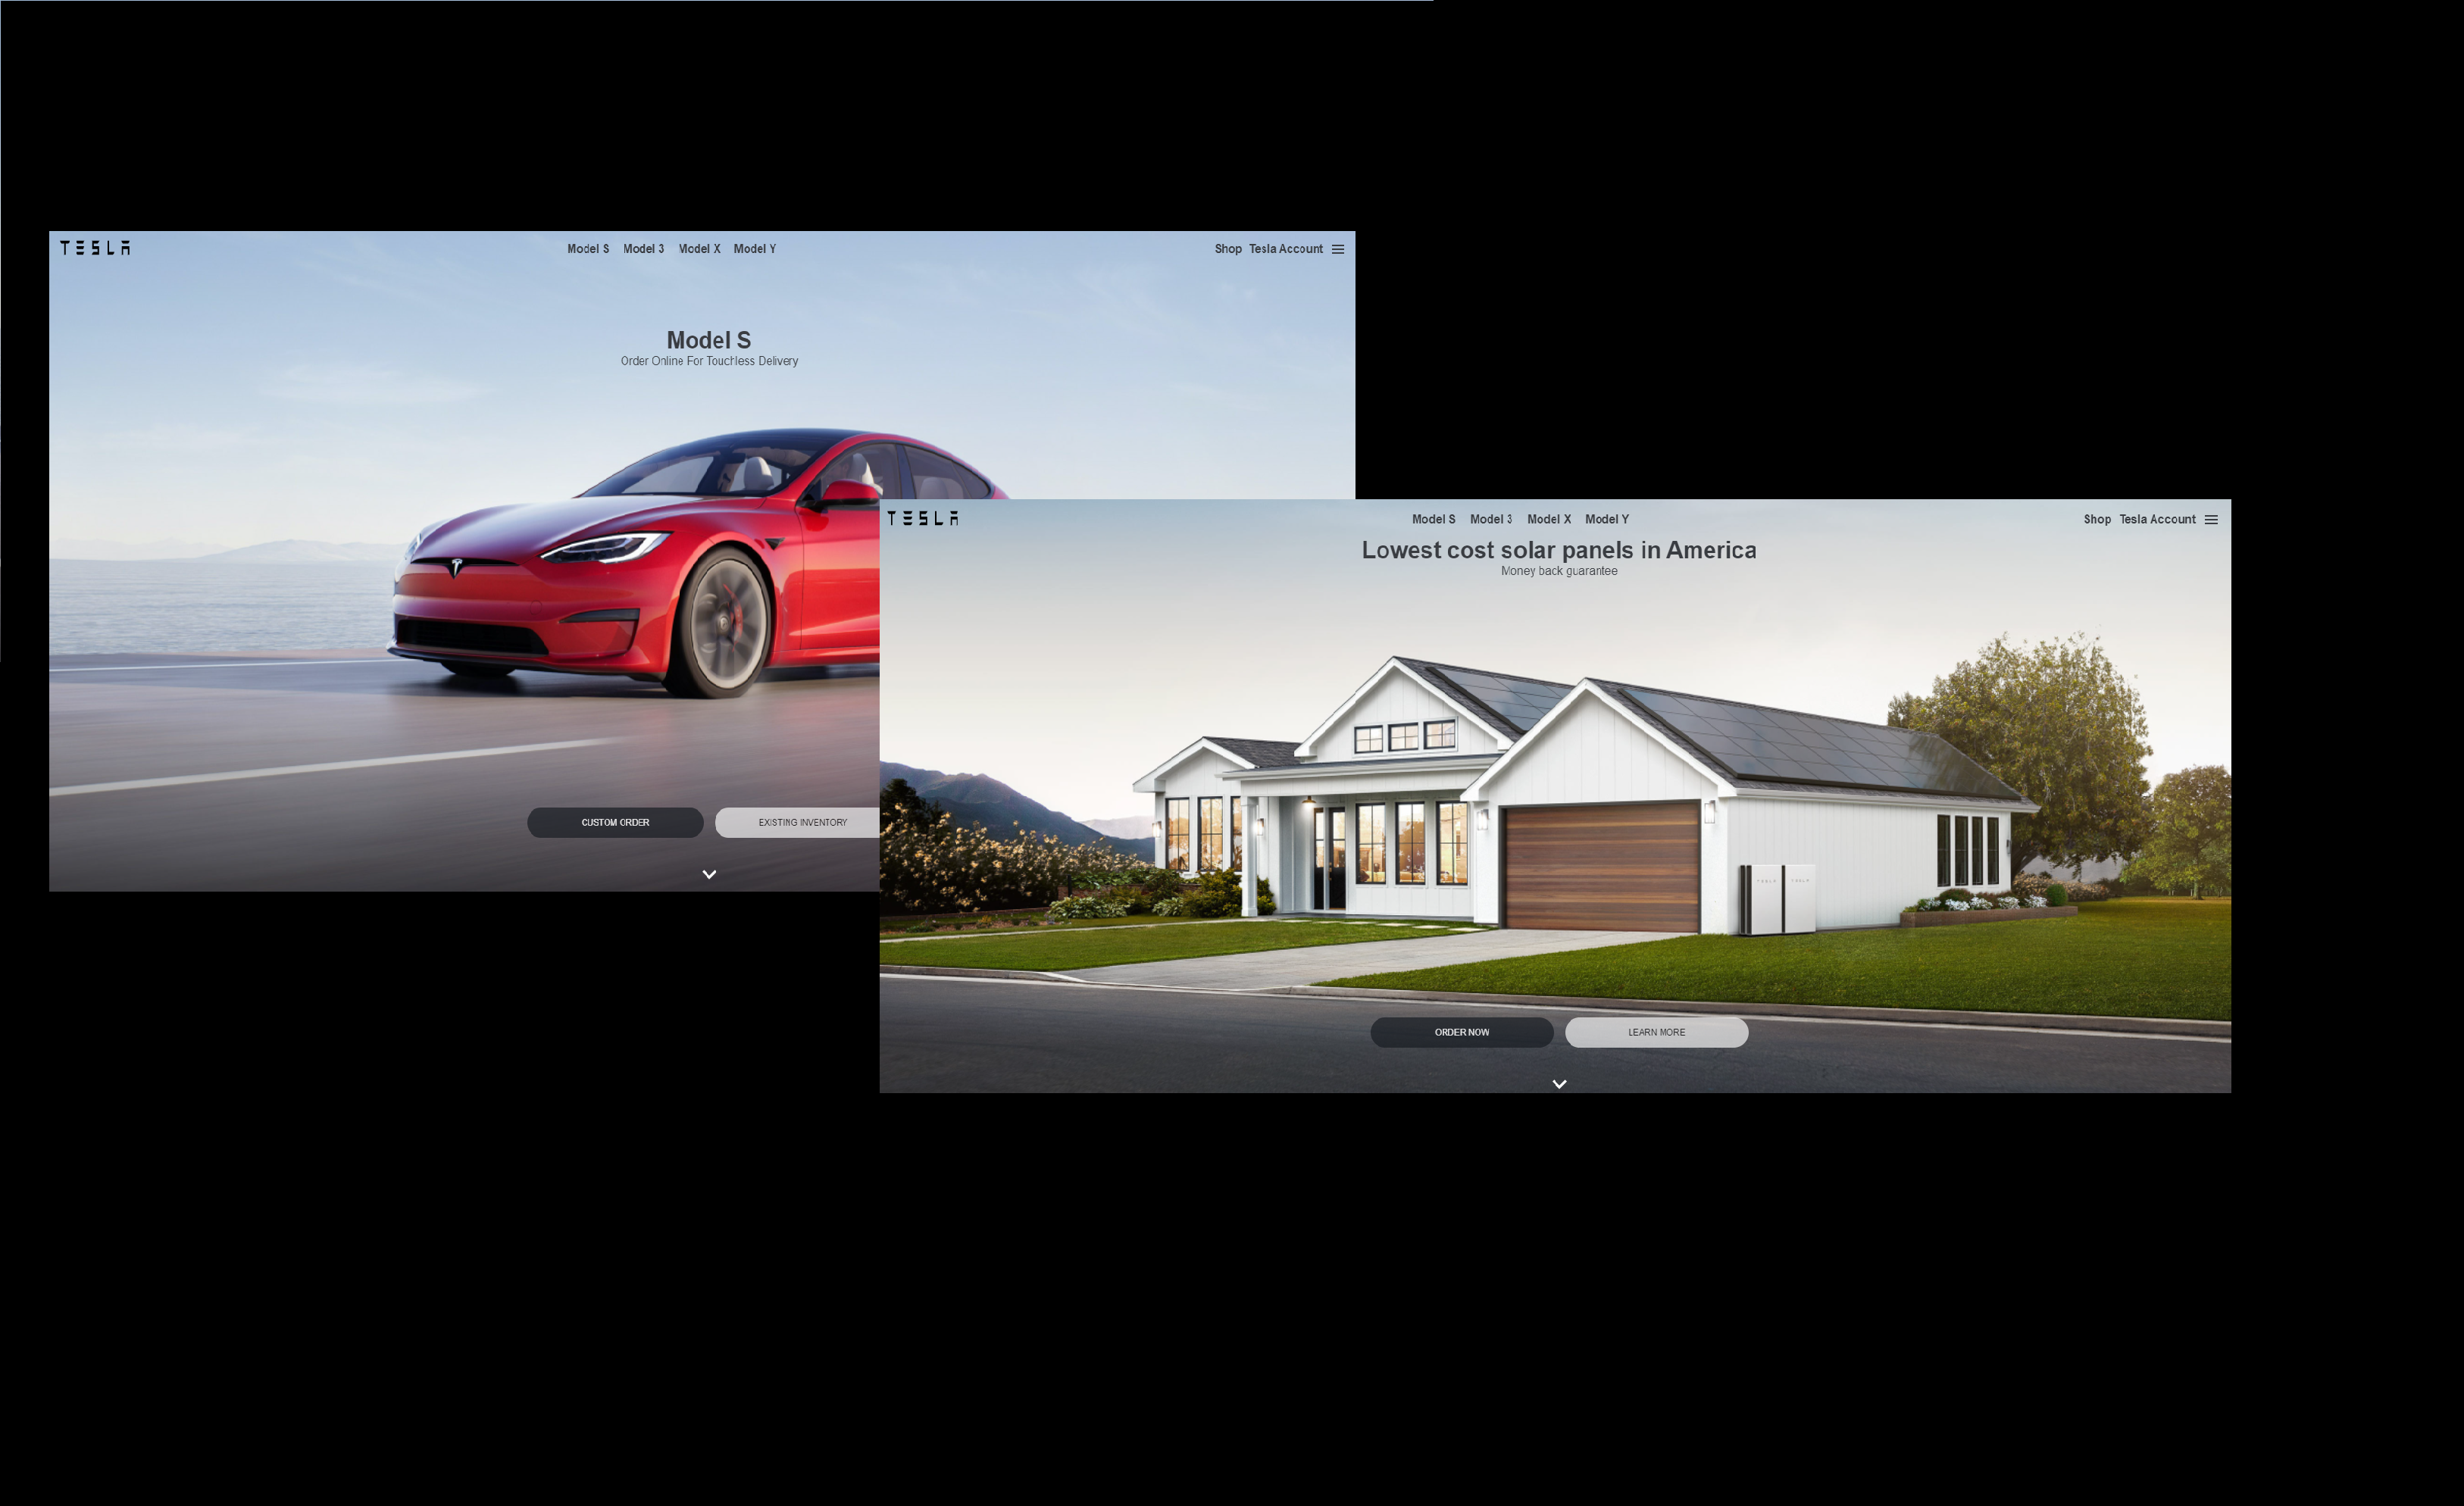 TESLA
Model S Model 3 Model X Model Y
Shop Tesla Account
Model S
Order Online For Touchless Delivery
CUSTOM ORDER
EXISTING INVENTORY
TESLA
Model S Model 3 Model X Model Y
Shop Tesla Account
Lowest cost solar panels in America
Money back guarantee
TESLA TESLA
ORDER NOW
LEARN MORE